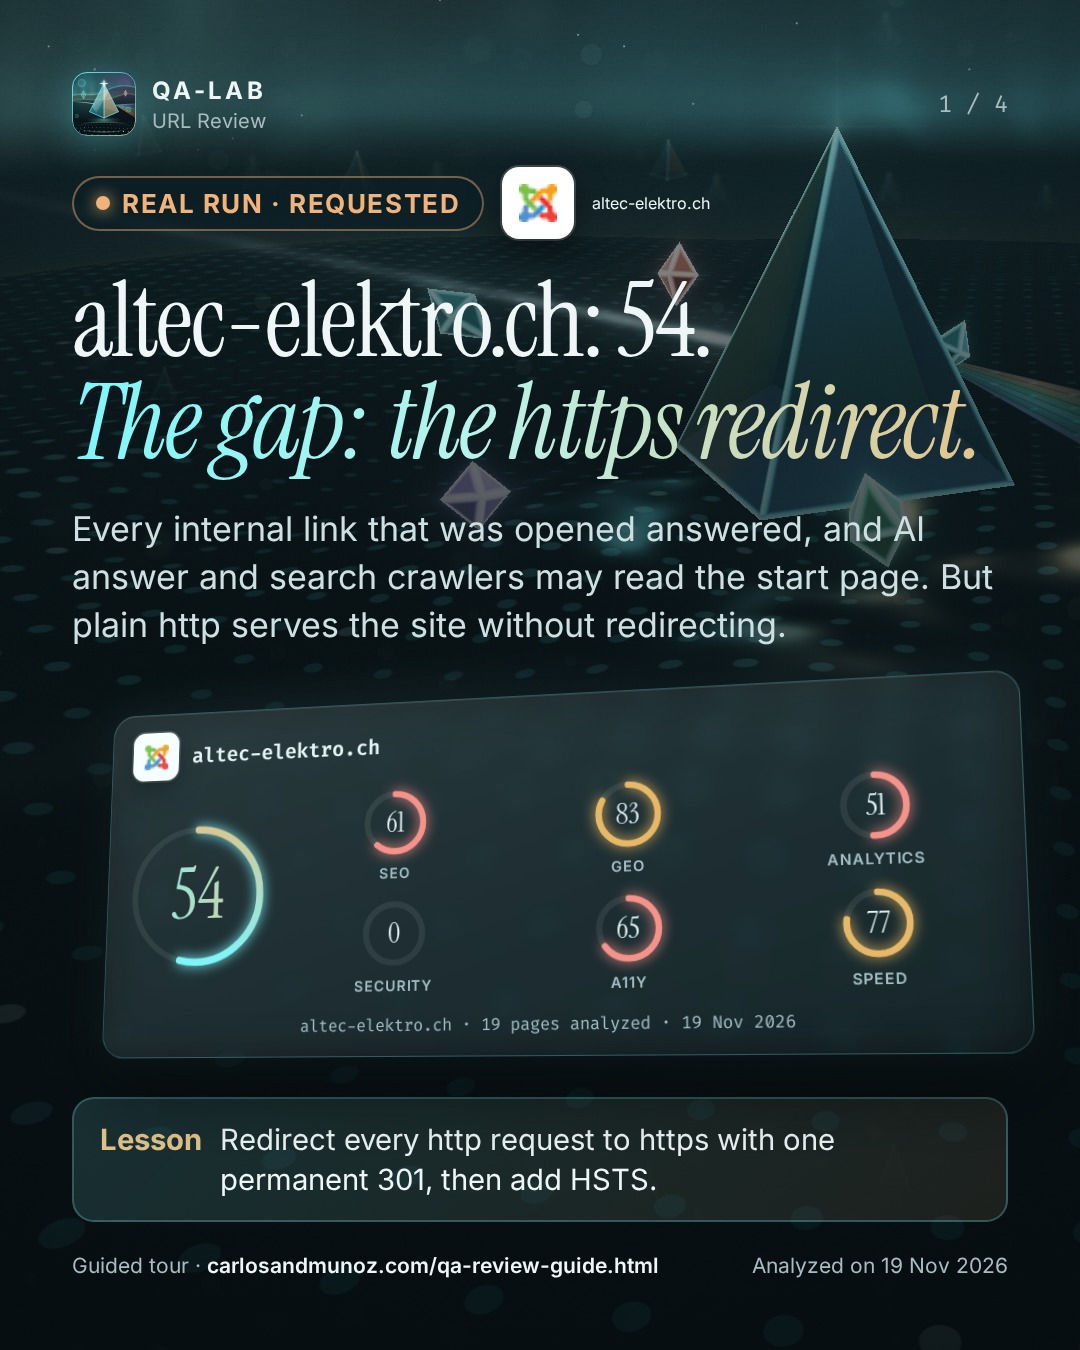 QA-LAB
URL Review
1 / 4
REAL RUN · REQUESTED
altec-elektro.ch
altec-elektro.ch: 54.
The gap: the https redirect.
Every internal link that was opened answered, and AI
answer and search crawlers may read the start page. But
plain http serves the site without redirecting.
altec-elektro.ch
54
61
SEO
83
GEO
51
ANALYTICS
0
SECURITY
65
A11Y
77
SPEED
altec-elektro.ch · 19 pages analyzed · 19 Nov 2026
Lesson Redirect every http request to https with one
permanent 301, then add HSTS.
Guided tour · carlosandmunoz.com/qa-review-guide.html
Analyzed on 19 Nov 2026